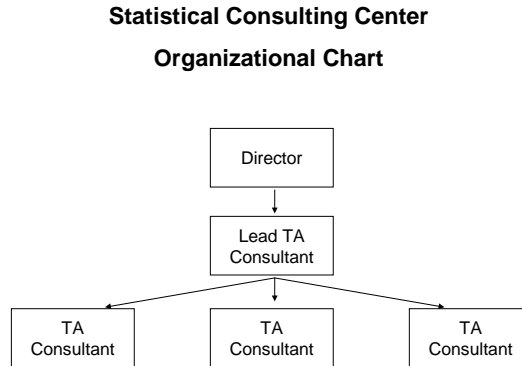 Statistical Consulting Center
Organizational Chart
Director
Lead TA
Consultant
TA
Consultant
TA
Consultant
TA
Consultant